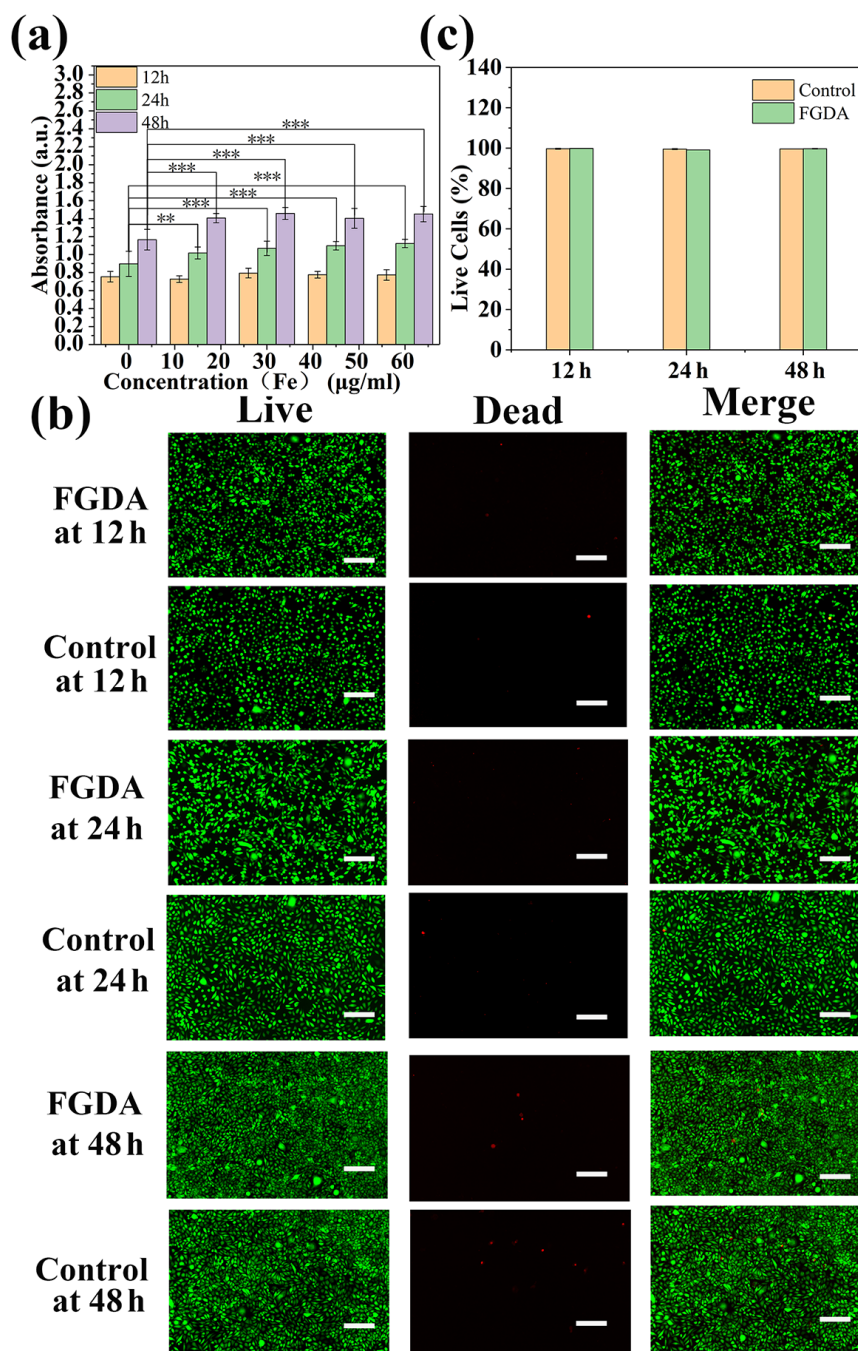 (a)
Absorbance (a.u.)
3.0
2.8
2.6
2.4
2.2
2.0
1.8
1.6
1.4
1.2
1.0
0.8
0.6
0.4
0.2
0.0
12h
24h
48h
***
***
***
***
***
***
***
**
0 10 20 30 40 50 60
Concentration（Fe） (μg/ml)
(c)
Live Cells (%)
140
120
100
80
60
40
20
0
Control
FGDA
12 h 24 h 48 h
(b)
Live Dead Merge
FGDA
at 12 h
Control
at 12 h
FGDA
at 24 h
Control
at 24 h
FGDA
at 48 h
Control
at 48 h